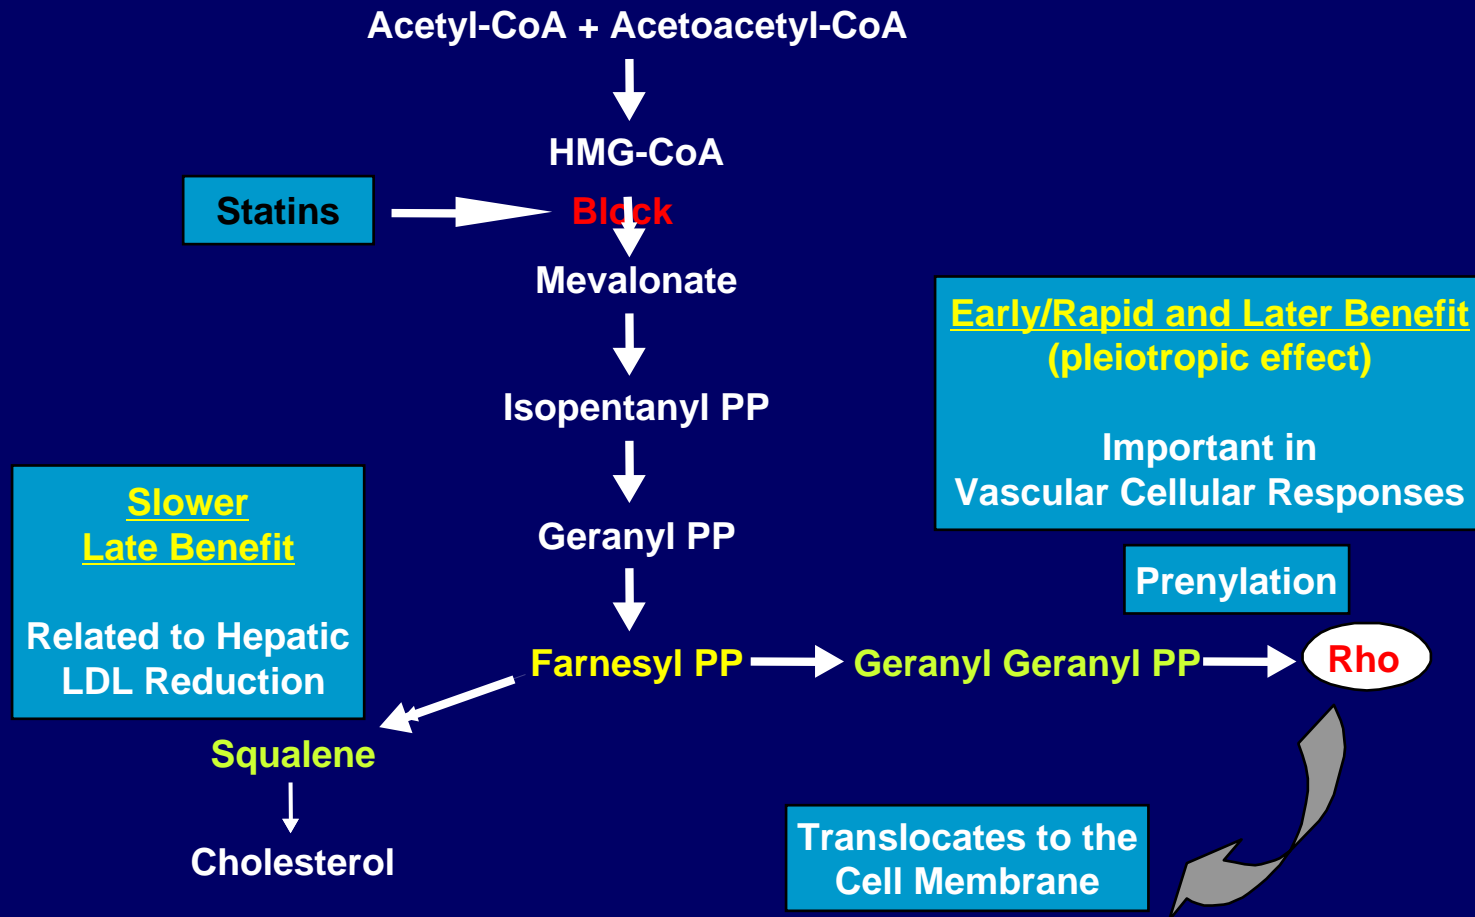 Acetyl-CoA + Acetoacetyl-CoA
HMG-CoA
Statins
Block
Mevalonate
Early/Rapid and Later Benefit
(pleiotropic effect)
Important in
Vascular Cellular Responses
Isopentanyl PP
Slower
Late Benefit
Related to Hepatic
LDL Reduction
Geranyl PP
Prenylation
Farnesyl PP
Geranyl Geranyl PP
Rho
Squalene
Cholesterol
Translocates to the
Cell Membrane